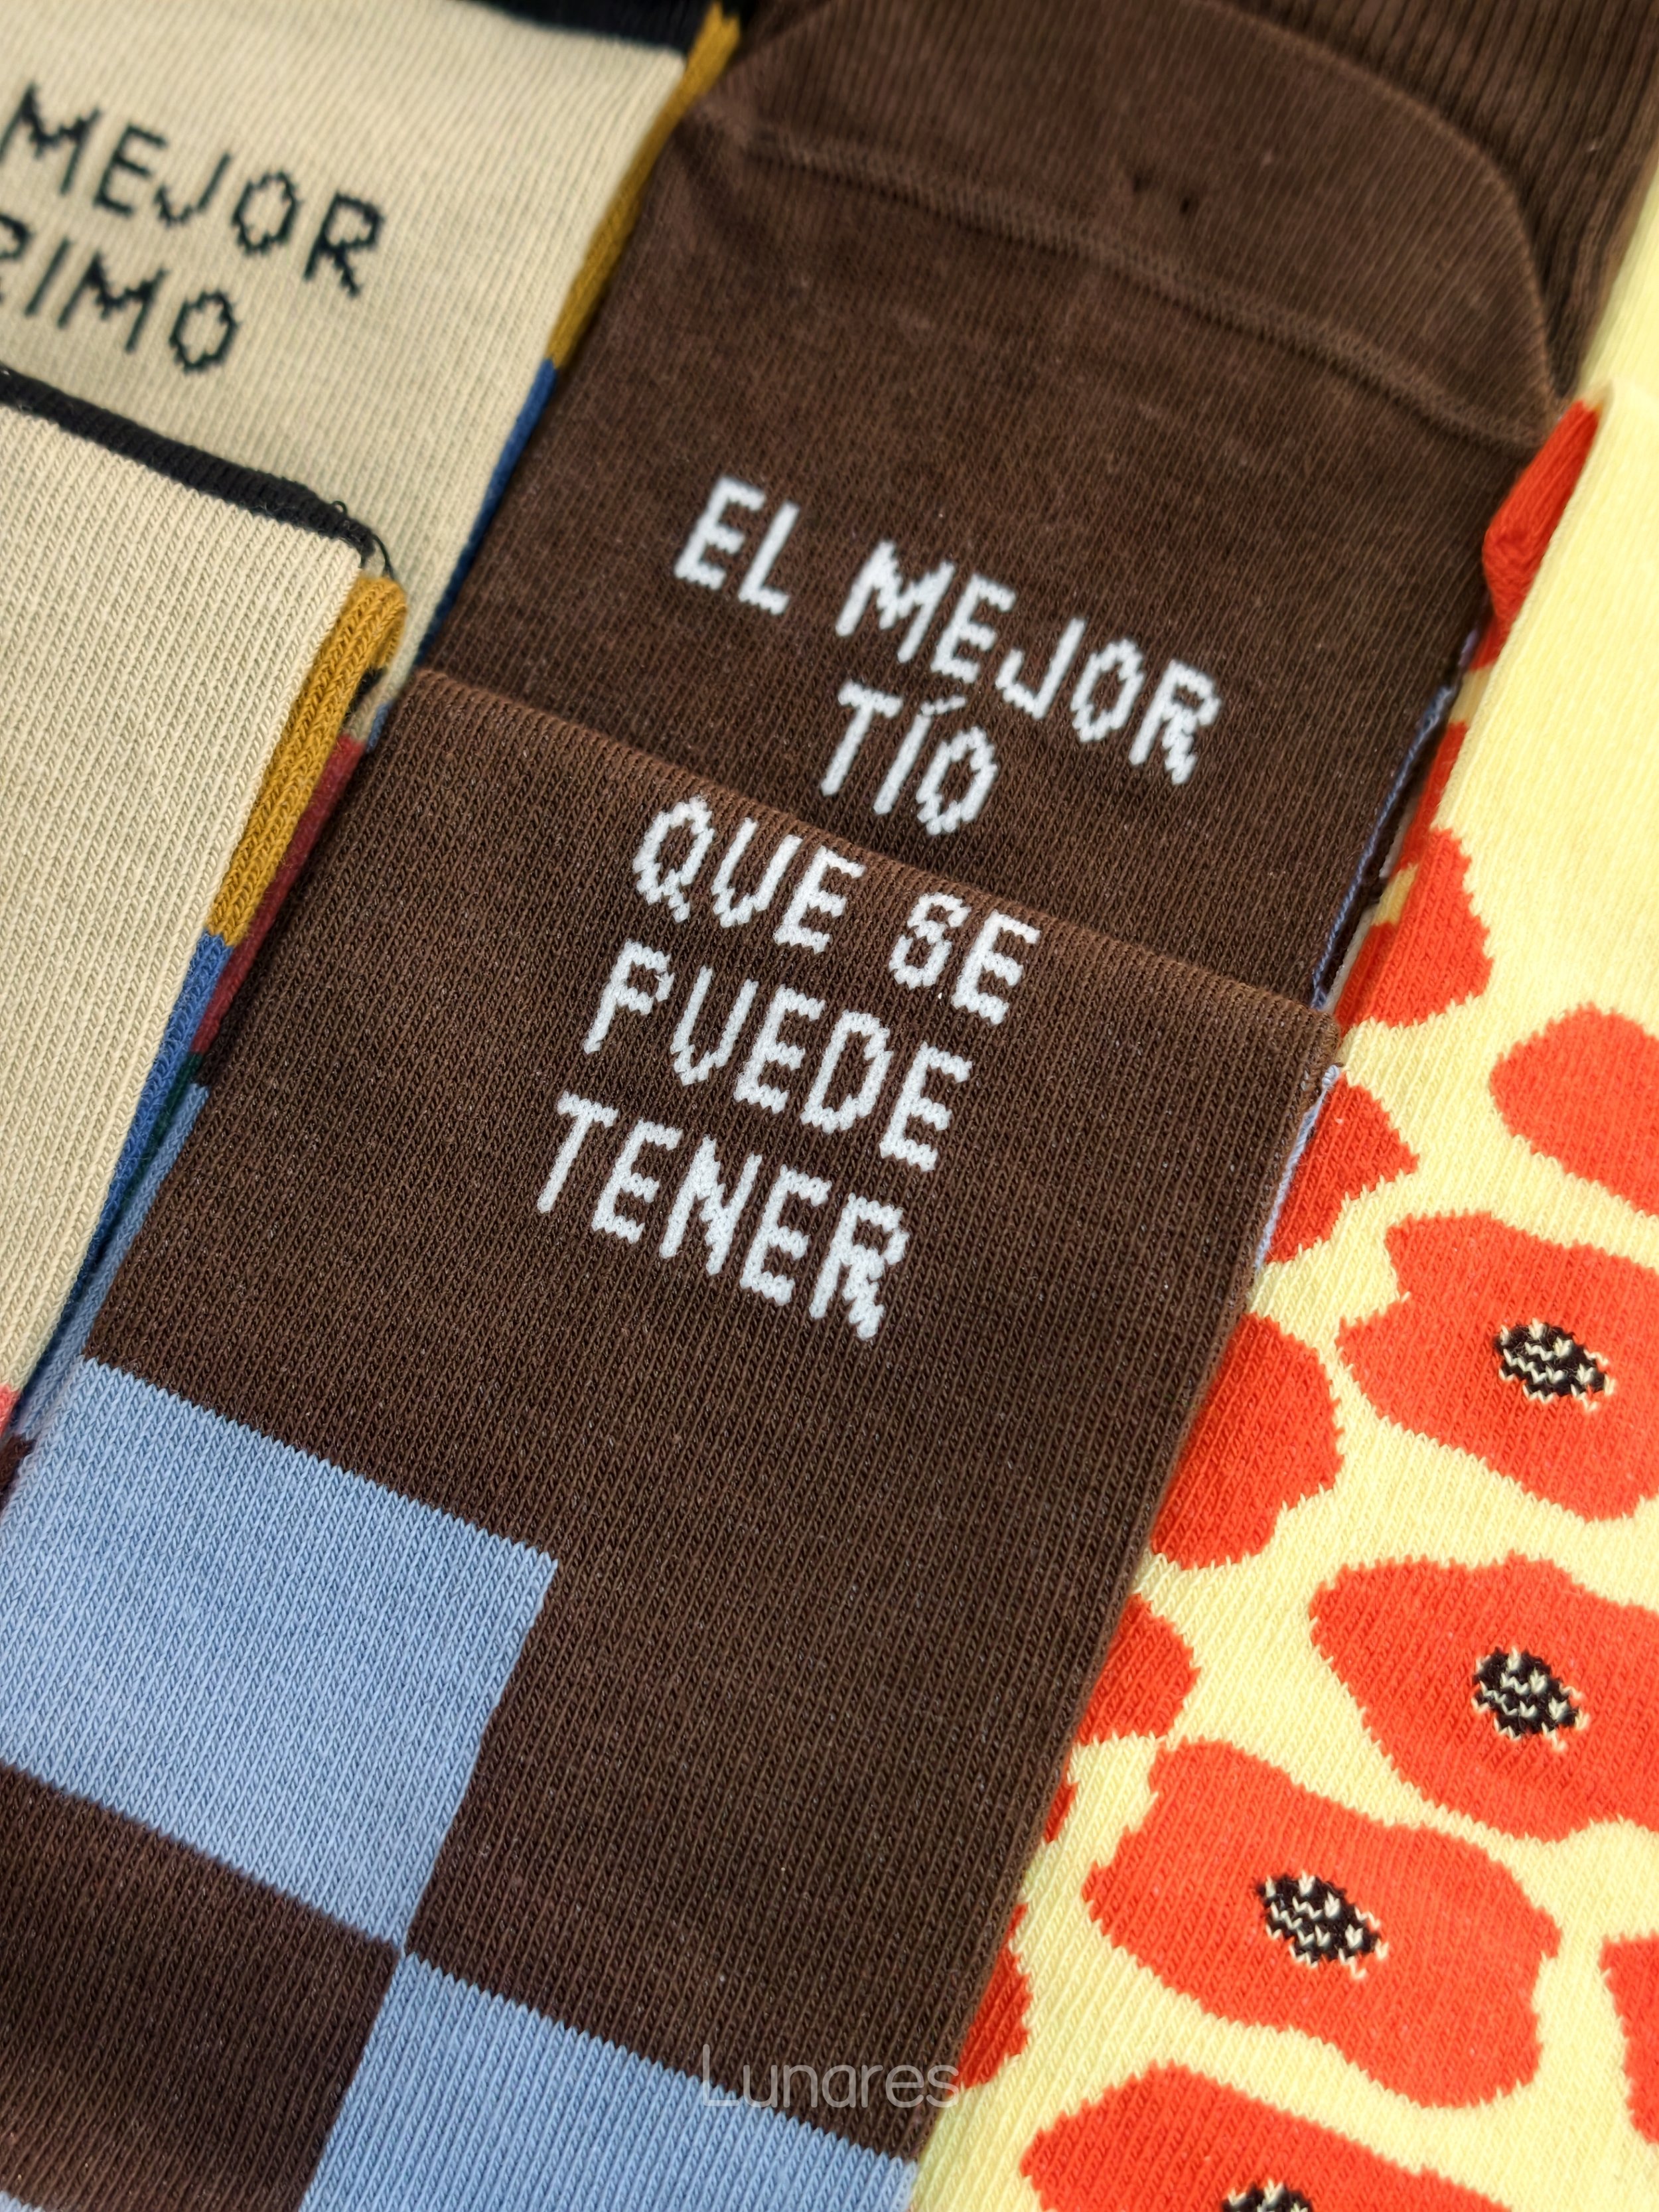 MEJOR
EL MEJOR
TÍO
QUE SE
PUEDE
TENER
Lunares